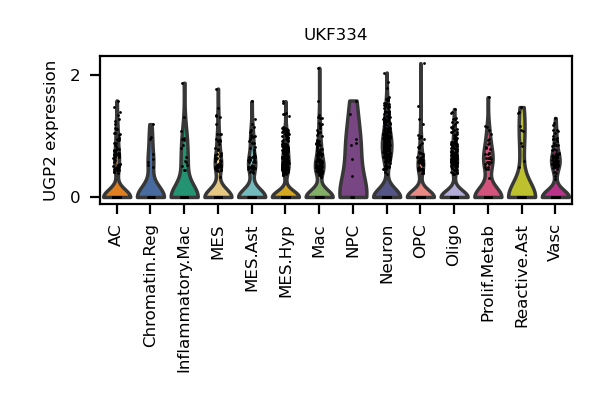 UKF334
UGP2 expression
2
0
AC
Chromatin.Reg
Inflammatory.Mac
MES
MES.Ast
MES.Hyp
Mac
NPC
Neuron
OPC
Oligo
Prolif.Metab
Reactive.Ast
Vasc